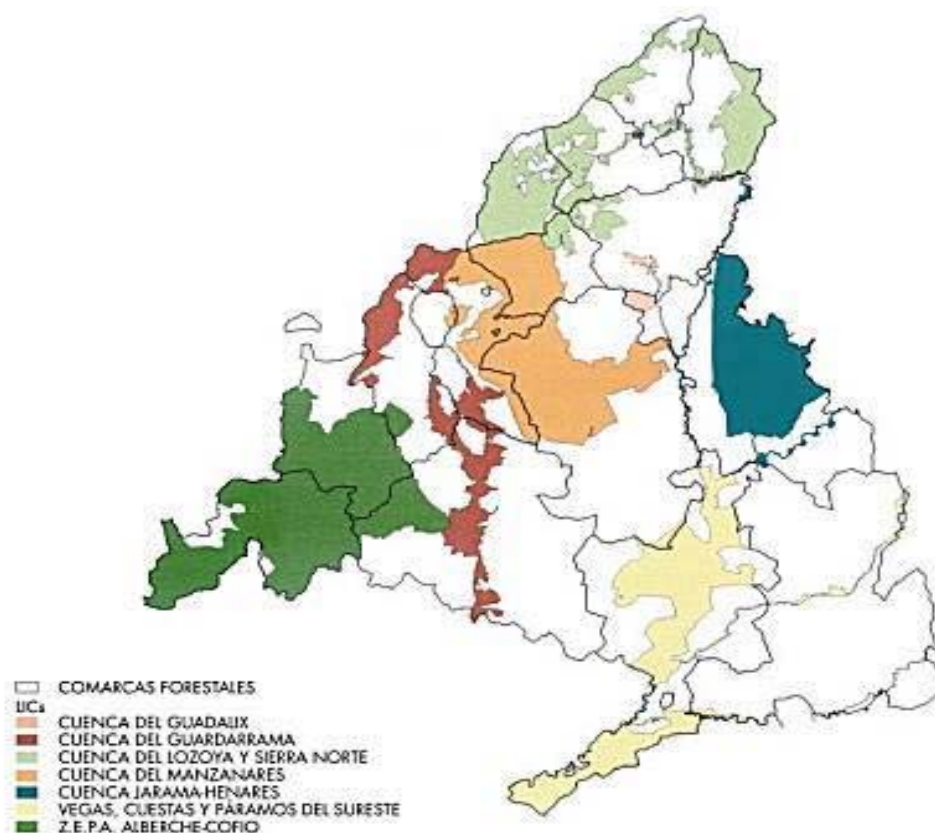 COMARCAS FORESTALES
LICs
CUENCA DEL GUADALIX
CUENCA DEL GUARDARRAMA
CUENCA DEL LOZOYA Y SIERRA NORTE
CUENCA DEL MANZANARES
CUENCA JARAMA-HENARES
VEGAS, CUESTAS Y PÁRAMOS DEL SURESTE
Z.E.P.A. ALBERCHE-COFIO